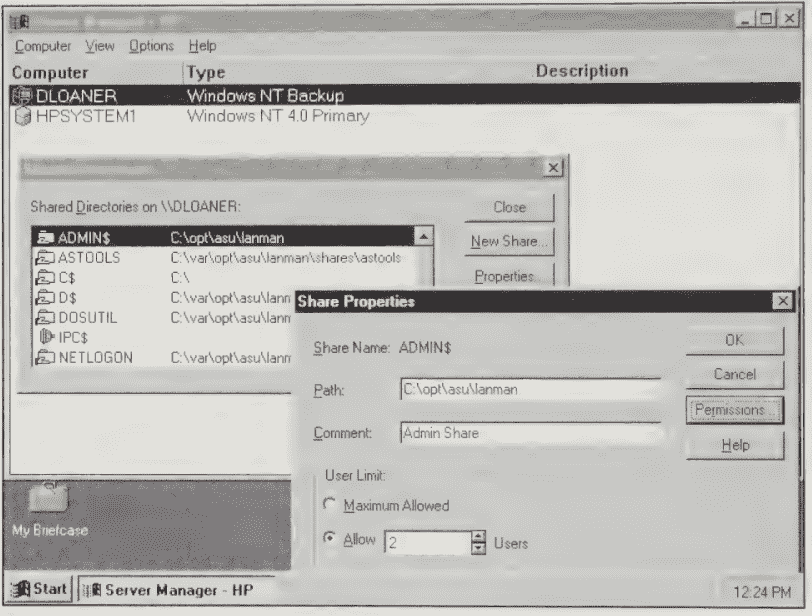 Computer View Options Help
Computer Type Description
DLOANER Windows NT Backup
HPSYSTEM1 Windows NT 4.0 Primary
Shared Directories on \\DLOANER:
Close
ADMIN$ C:\opt\asu\lanman
New Share...
ASTOOLS C:\var\opt\asu\lanman\shares\astools
C$ C:\
Properties...
D$ C:\var\opt\asu\lanm
DOSUTIL C:\var\opt\asu\lanm
IPC$
NETLOGON C:\var\opt\asu\lanm
Share Properties
Share Name: ADMIN$
OK
Path: C:\opt\asu\lanman
Cancel
Permissions...
Comment: Admin Share
Help
User Limit:
Maximum Allowed
Allow 2 Users
My Briefcase
Start Server Manager - HP 12:24 PM